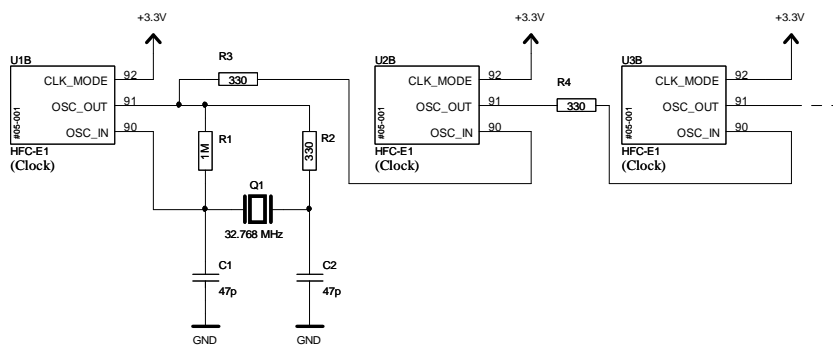 +3.3V
+3.3V
+3.3V
U1B
R3
U2B
R4
U3B
CLK_MODE 92
330
CLK_MODE 92
CLK_MODE 92
OSC_OUT 91
OSC_OUT 91
330
OSC_OUT 91
#05-001
OSC_IN 90
#05-001
OSC_IN 90
#05-001
OSC_IN 90
HFC-E1
(Clock)
HFC-E1
(Clock)
HFC-E1
(Clock)
1M
R1
330
R2
Q1
32.768 MHz
C1
47p
C2
47p
GND
GND